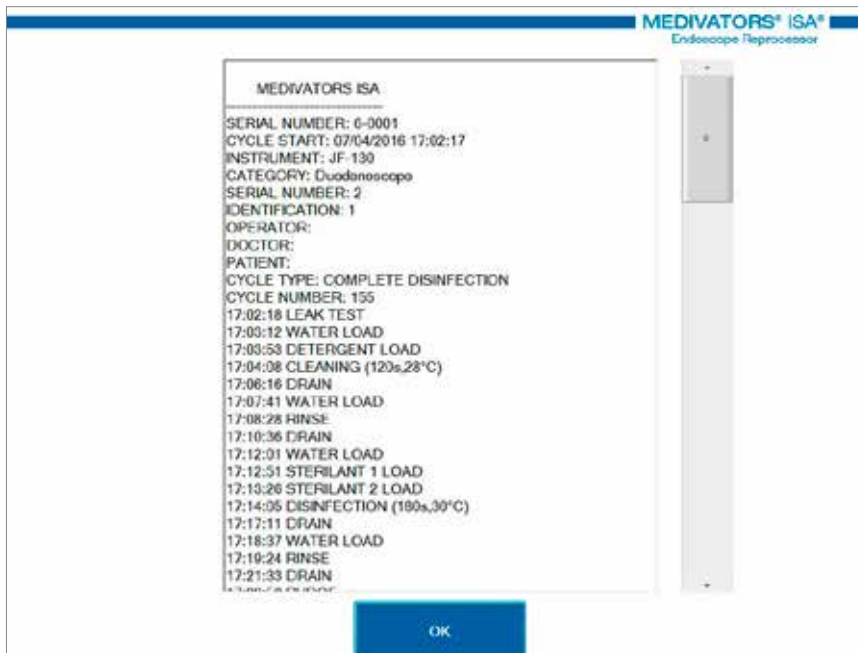 MEDIVATORS® ISA®
Endoscope Reprocessor
MEDIVATORS ISA
SERIAL NUMBER: 6-0001
CYCLE START: 07/04/2016 17:02:17
INSTRUMENT: JF-130
CATEGORY: Duodenoscope
SERIAL NUMBER: 2
IDENTIFICATION: 1
OPERATOR:
DOCTOR:
PATIENT:
CYCLE TYPE: COMPLETE DISINFECTION
CYCLE NUMBER: 155
17:02:18 LEAK TEST
17:03:12 WATER LOAD
17:03:53 DETERGENT LOAD
17:04:08 CLEANING (120s,28°C)
17:06:16 DRAIN
17:07:41 WATER LOAD
17:08:28 RINSE
17:10:36 DRAIN
17:12:01 WATER LOAD
17:12:51 STERILANT 1 LOAD
17:13:26 STERILANT 2 LOAD
17:14:05 DISINFECTION (180s,30°C)
17:17:11 DRAIN
17:18:37 WATER LOAD
17:19:24 RINSE
17:21:33 DRAIN
OK